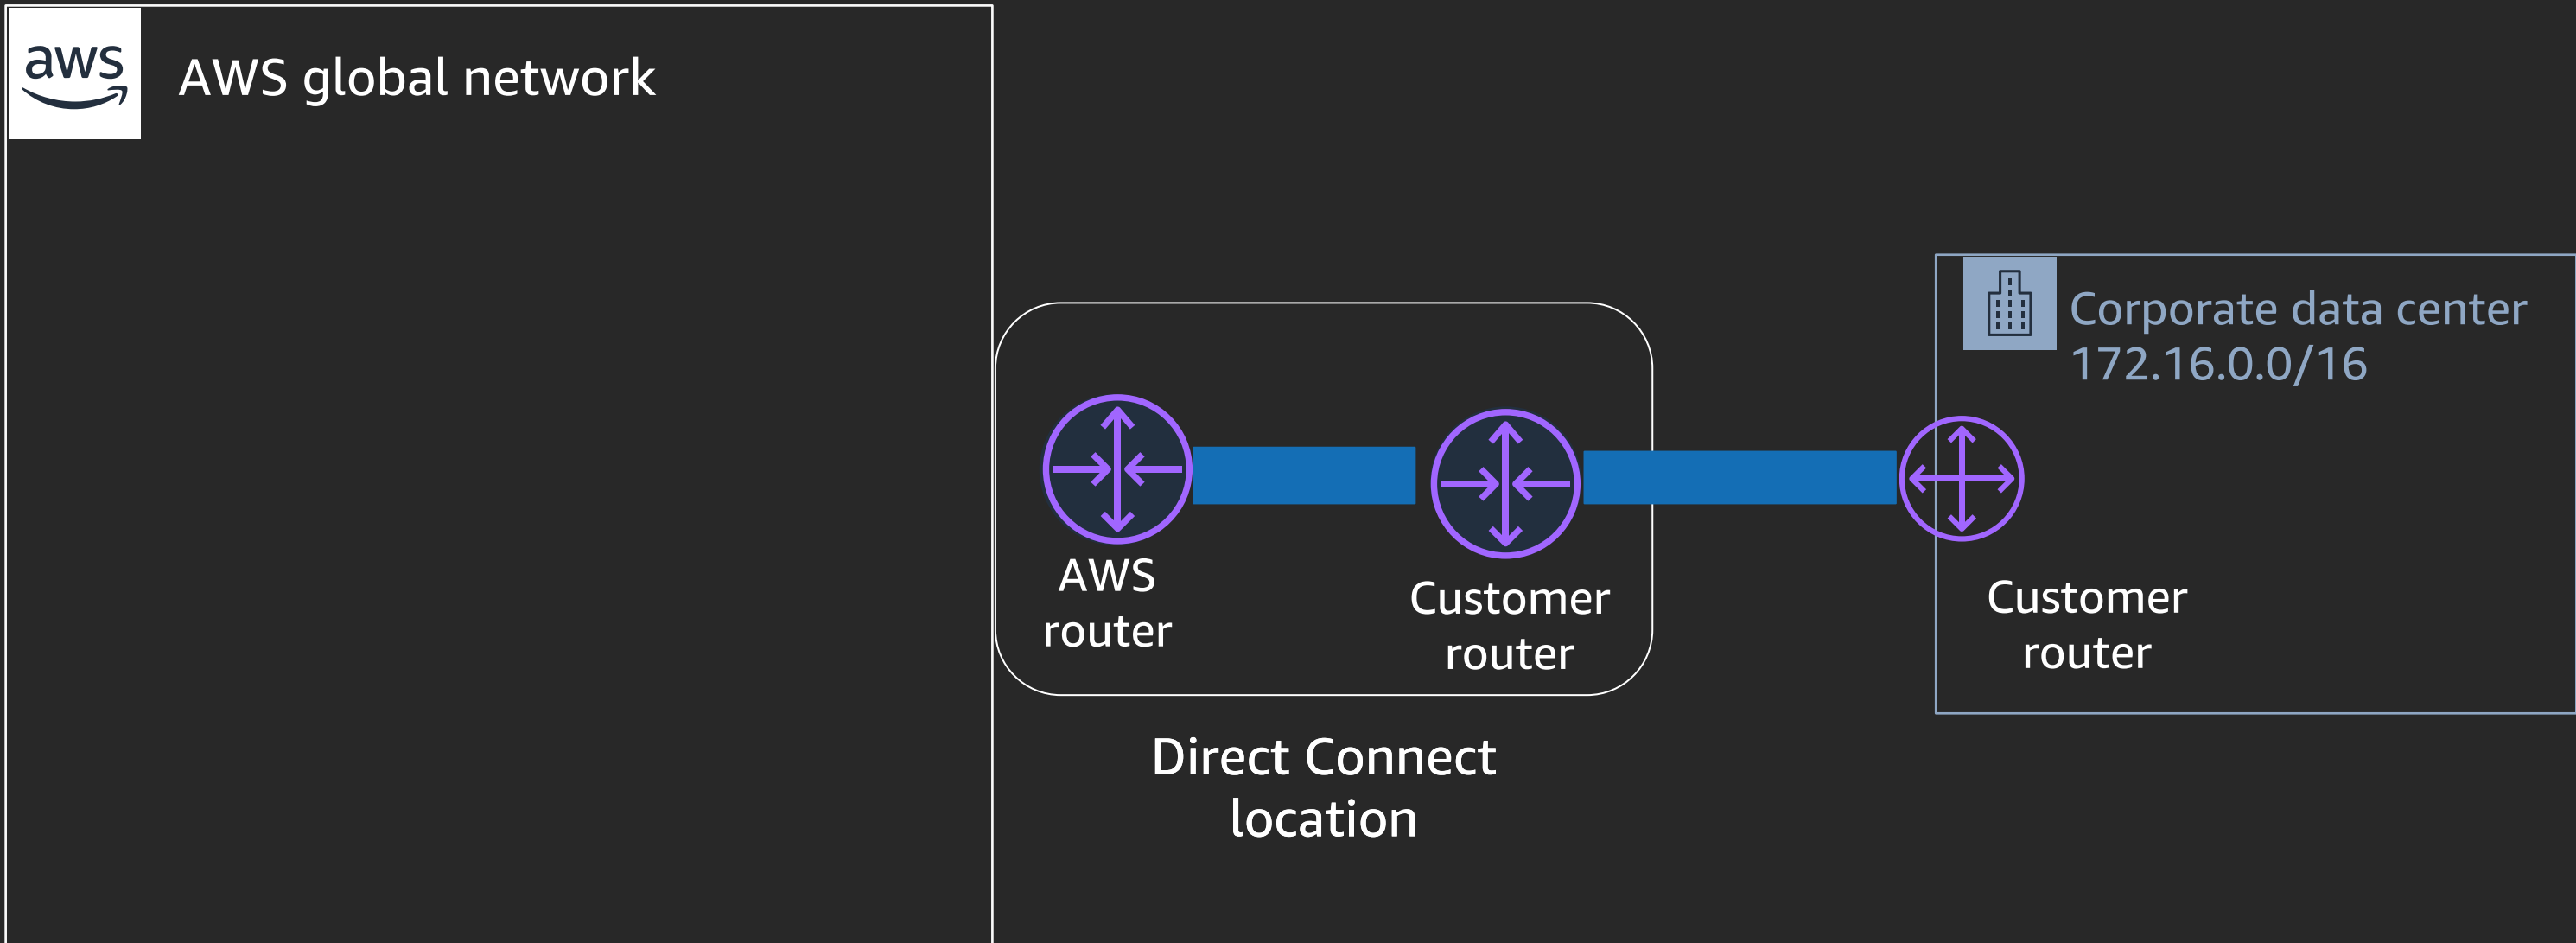 aws
AWS global network
Corporate data center
172.16.0.0/16
AWS
router
Customer
router
Customer
router
Direct Connect
location